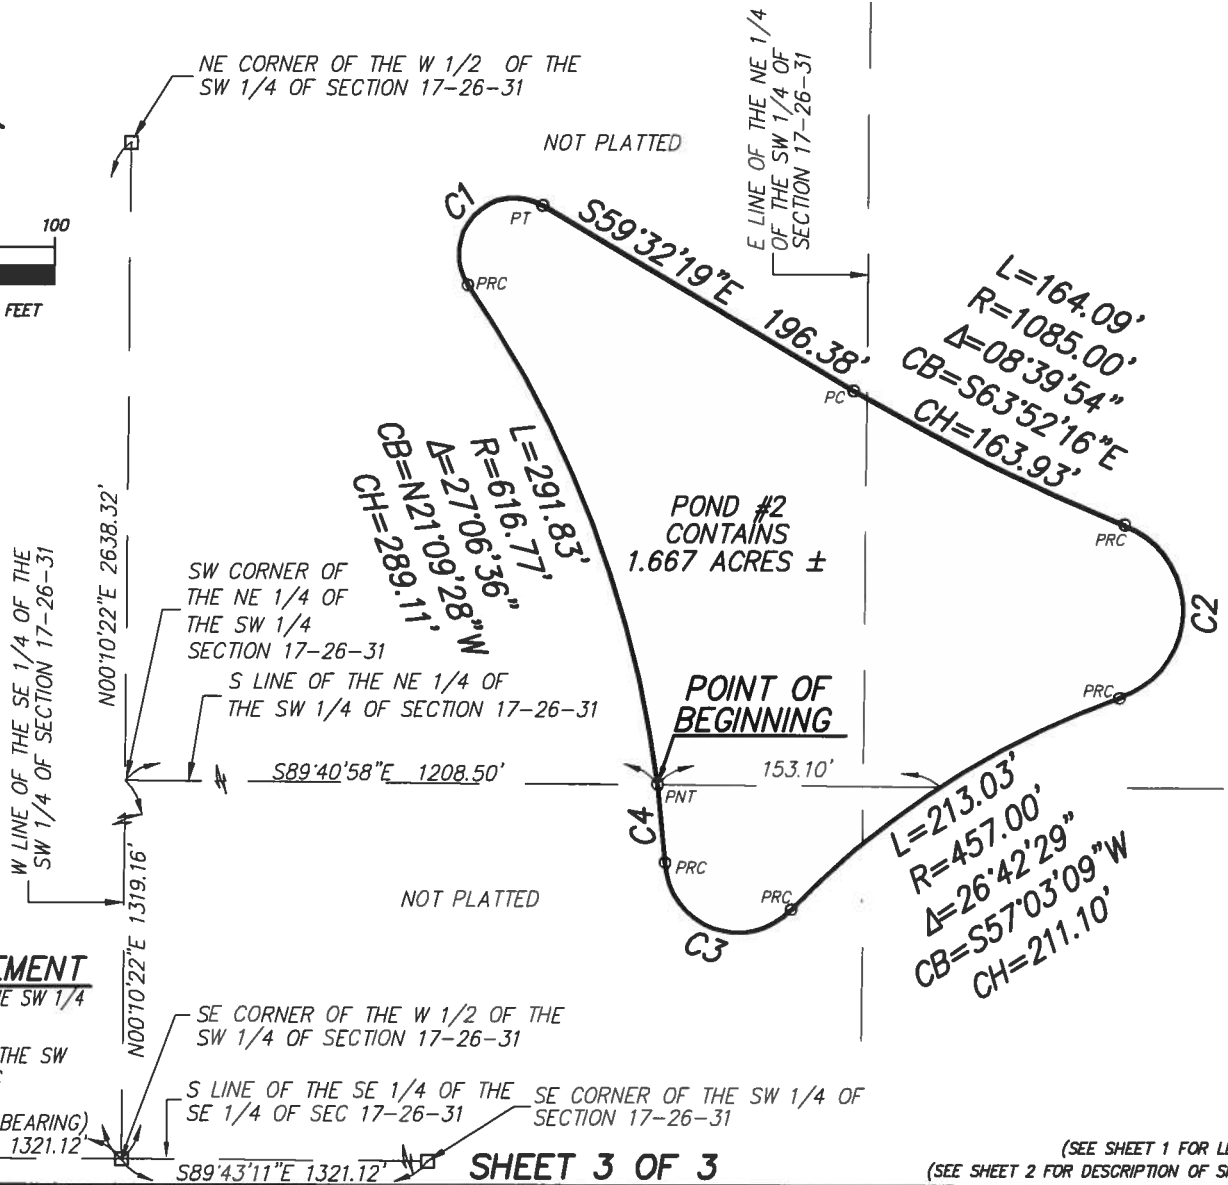 NE CORNER OF THE W 1/2 OF THE
SW 1/4 OF SECTION 17-26-31
NOT PLATTED
E LINE OF THE NE 1/4
OF THE SW 1/4 OF
SECTION 17-26-31
100
FEET
C1
PT
PRC
S59°32'19"E 196.38'
PC
L=164.09'
R=1085.00'
Δ=08°39'54"
CB=S63°52'16"E
CH=163.93'
PRC
C2
L=291.83'
R=616.77'
Δ=27°06'36"
CB=N21°09'28"W
CH=289.11'
POND #2
CONTAINS
1.667 ACRES ±
W LINE OF THE SE 1/4 OF THE
SW 1/4 OF SECTION 17-26-31
N00°10'22"E 2638.32'
SW CORNER OF
THE NE 1/4 OF
THE SW 1/4
SECTION 17-26-31
S LINE OF THE NE 1/4 OF
THE SW 1/4 OF SECTION 17-26-31
POINT OF
BEGINNING
PRC
S89°40'58"E 1208.50'
153.10'
PNT
C4
PRC
PRC
C3
L=213.03'
R=457.00'
Δ=26°42'29"
CB=S57°03'09"W
CH=211.10'
NOT PLATTED
N00°10'22"E 1319.16'
EMENT
E SW 1/4
THE SW
BEARING)
1321.12'
SE CORNER OF THE W 1/2 OF THE
SW 1/4 OF SECTION 17-26-31
S LINE OF THE SE 1/4 OF THE
SE 1/4 OF SEC 17-26-31
SE CORNER OF THE SW 1/4 OF
SECTION 17-26-31
S89°43'11"E 1321.12'
SHEET 3 OF 3
(SEE SHEET 1 FOR LE
(SEE SHEET 2 FOR DESCRIPTION OF S